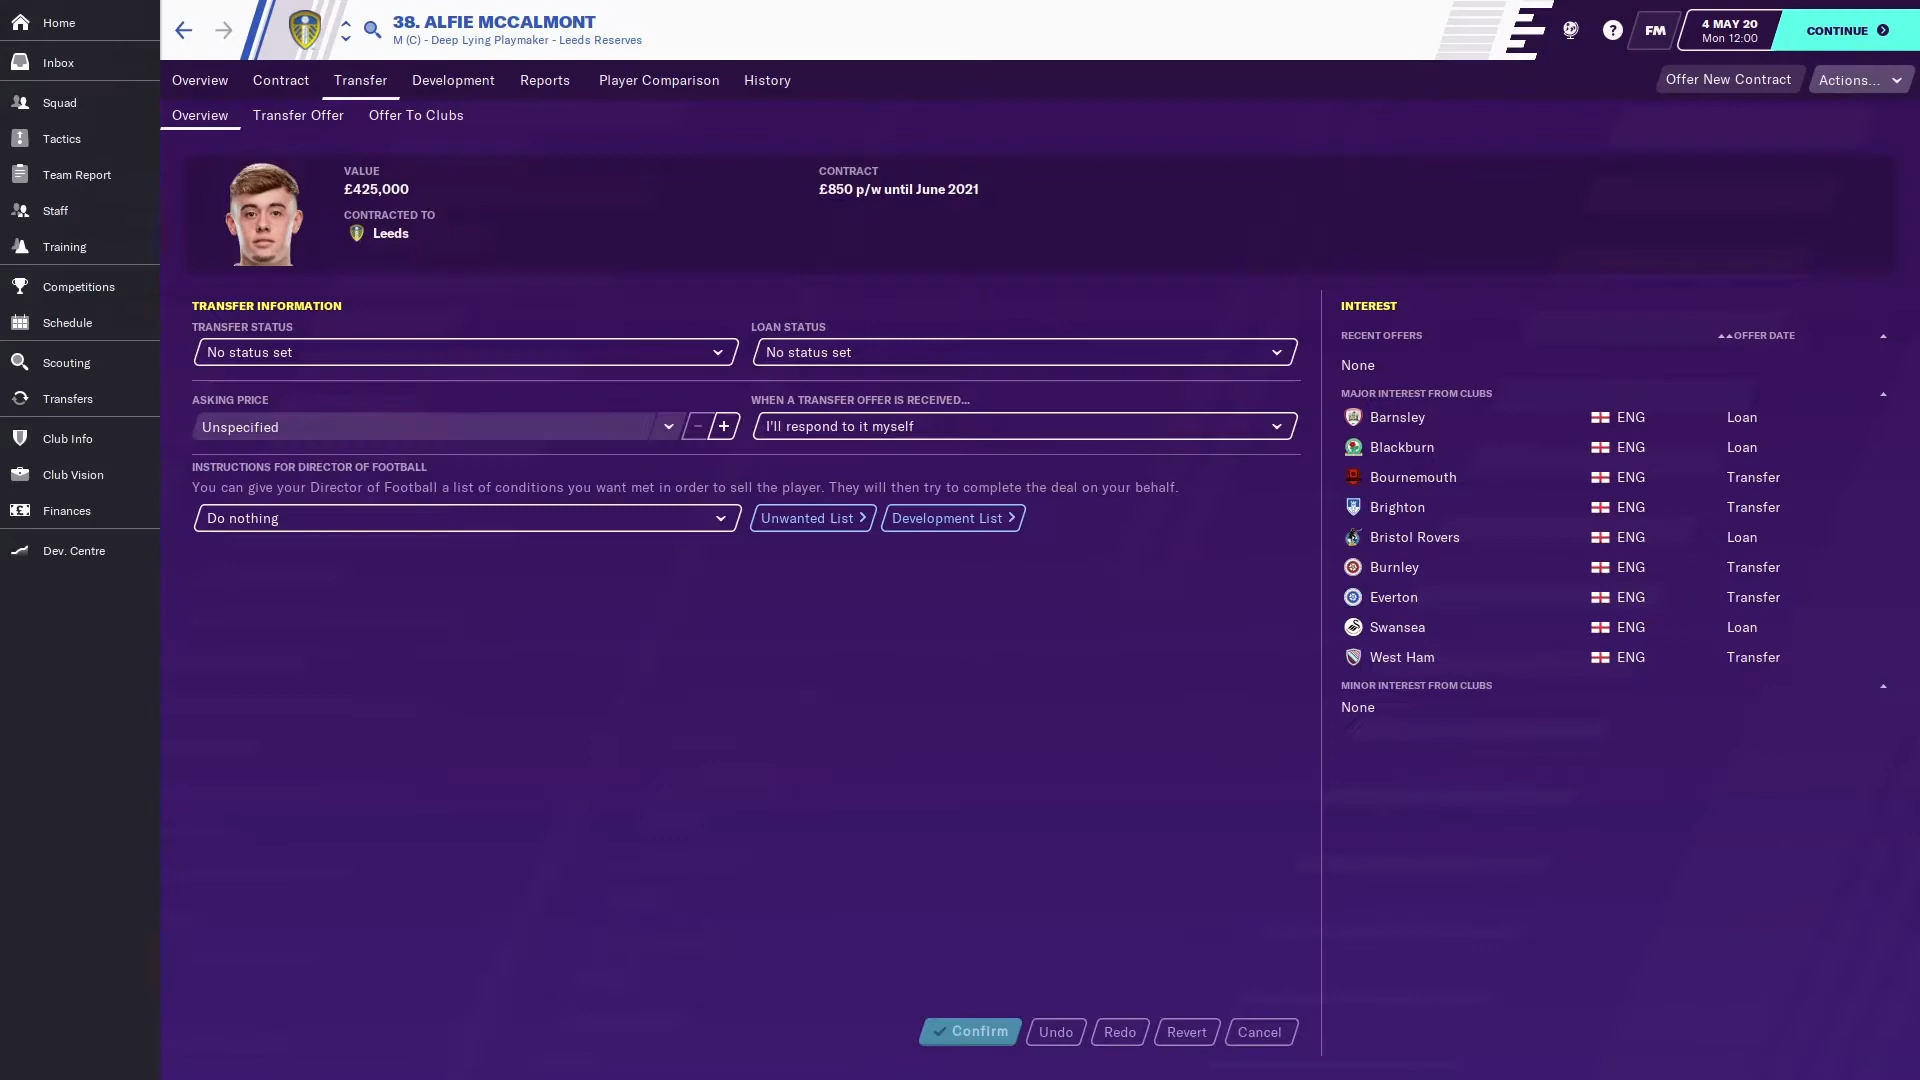 Home
Inbox
Squad
Tactics
Team Report
Staff
Training
Competitions
Schedule
Scouting
Transfers
Club Info
Club Vision
Finances
Dev. Centre
38. ALFIE MCCALMONT
M (C) - Deep Lying Playmaker - Leeds Reserves
?
FM
4 MAY 20
Mon 12:00
CONTINUE
Overview Contract Transfer Development Reports Player Comparison History
Offer New Contract Actions...
Overview Transfer Offer Offer To Clubs
VALUE
£425,000
CONTRACTED TO
Leeds
CONTRACT
£850 p/w until June 2021
TRANSFER INFORMATION
TRANSFER STATUS
No status set
LOAN STATUS
No status set
ASKING PRICE
Unspecified - +
WHEN A TRANSFER OFFER IS RECEIVED...
I'll respond to it myself
INSTRUCTIONS FOR DIRECTOR OF FOOTBALL
You can give your Director of Football a list of conditions you want met in order to sell the player. They will then try to complete the deal on your behalf.
Do nothing Unwanted List > Development List >
INTEREST
RECENT OFFERS OFFER DATE
None
MAJOR INTEREST FROM CLUBS
Barnsley ENG Loan
Blackburn ENG Loan
Bournemouth ENG Transfer
Brighton ENG Transfer
Bristol Rovers ENG Loan
Burnley ENG Transfer
Everton ENG Transfer
Swansea ENG Loan
West Ham ENG Transfer
MINOR INTEREST FROM CLUBS
None
Confirm Undo Redo Revert Cancel